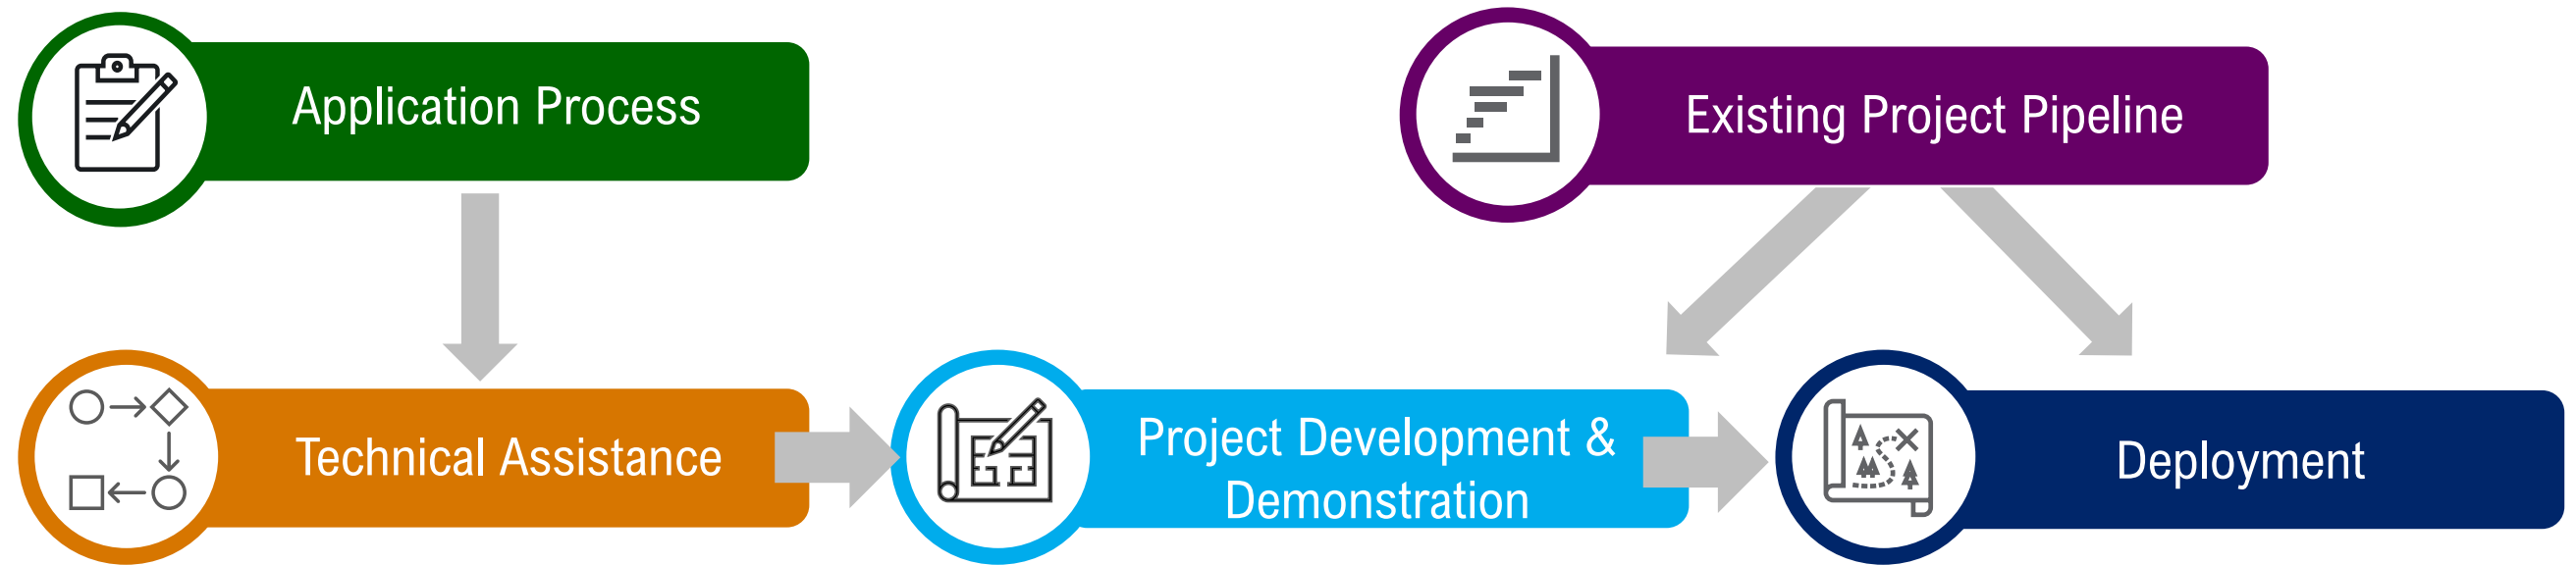 Application Process
Existing Project Pipeline
Technical Assistance
Project Development &
Demonstration
Deployment